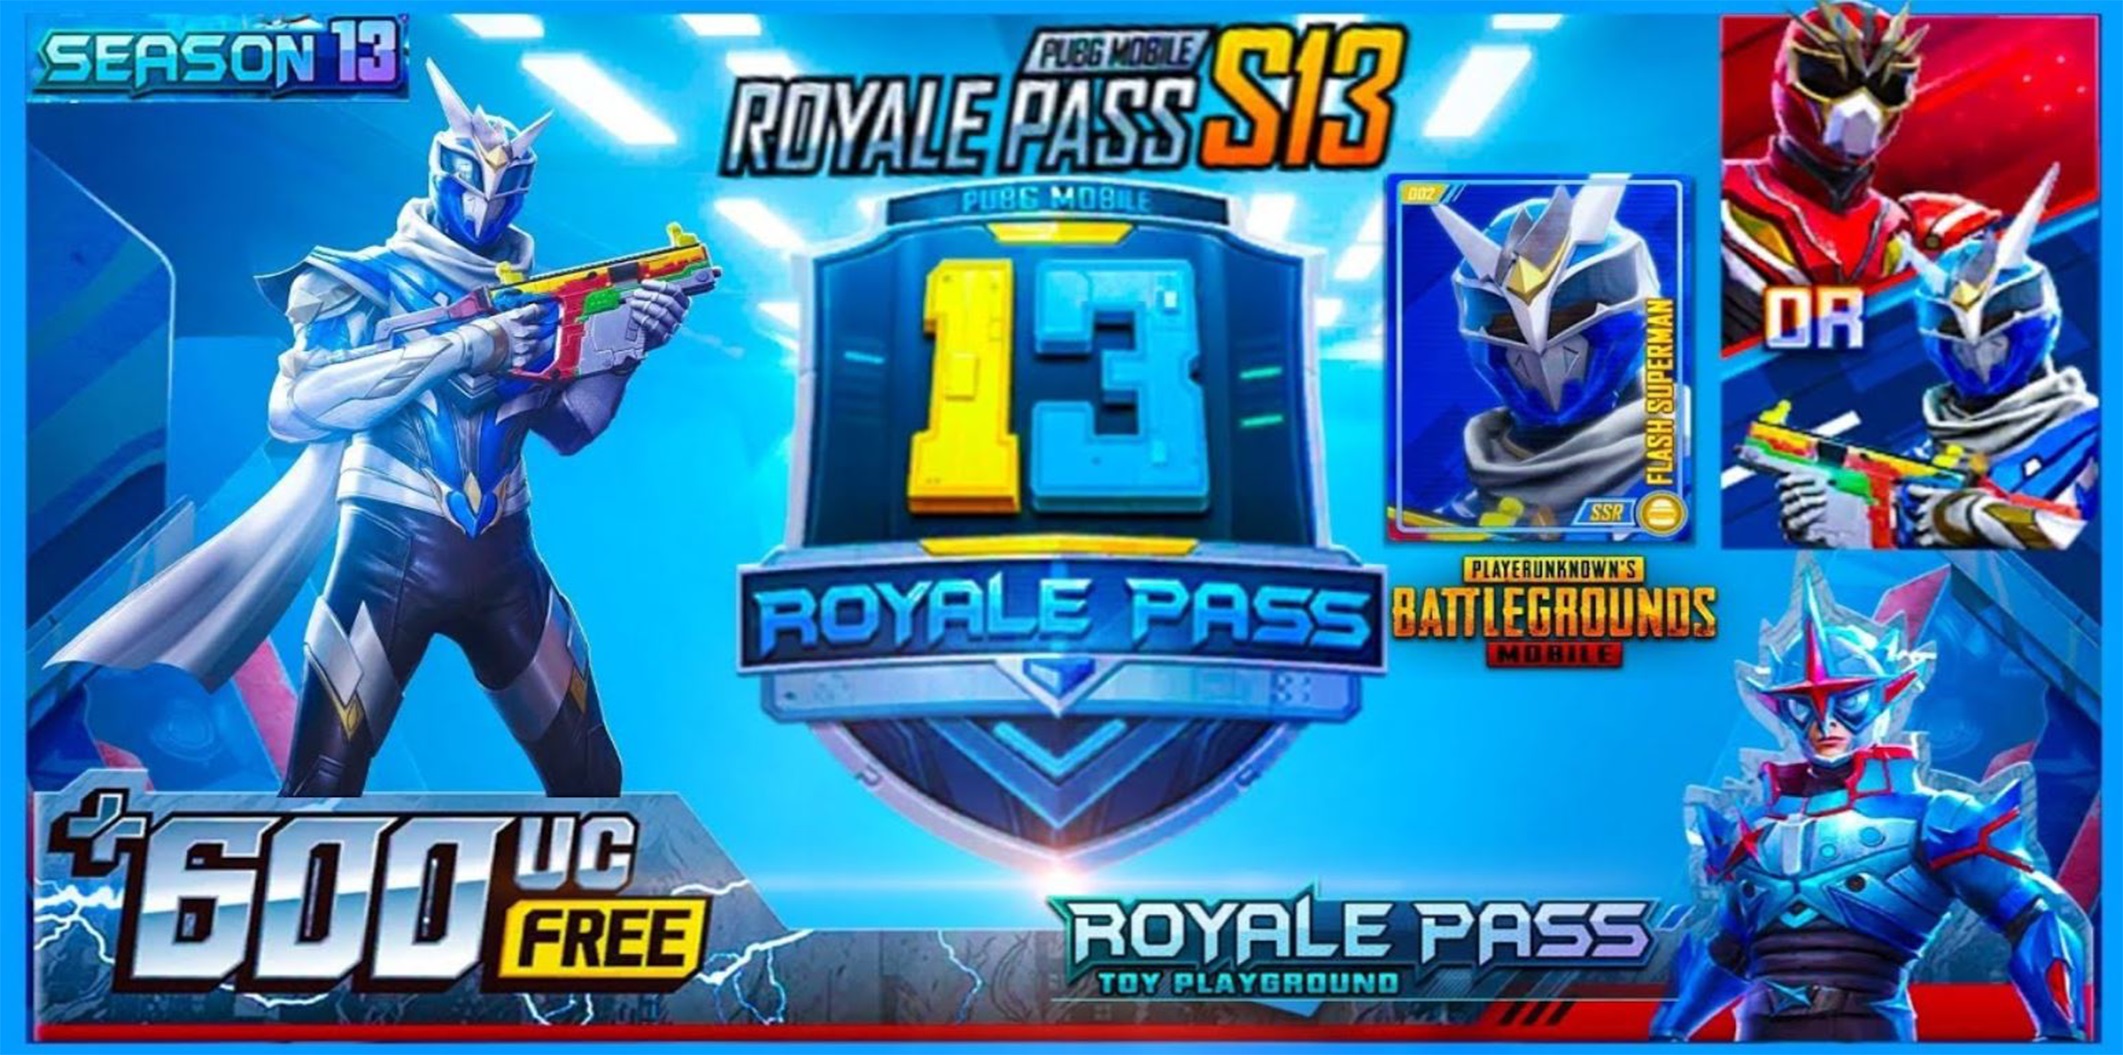 SEASON 13
PUBG MOBILE
ROYALE PASS S13
PUBG MOBILE
13
ROYALE PASS
002
FLASH SUPERMAN
SSR
OR
PLAYERUNKNOWN'S
BATTLEGROUNDS
MOBILE
+600 UC
FREE
ROYALE PASS
TOY PLAYGROUND